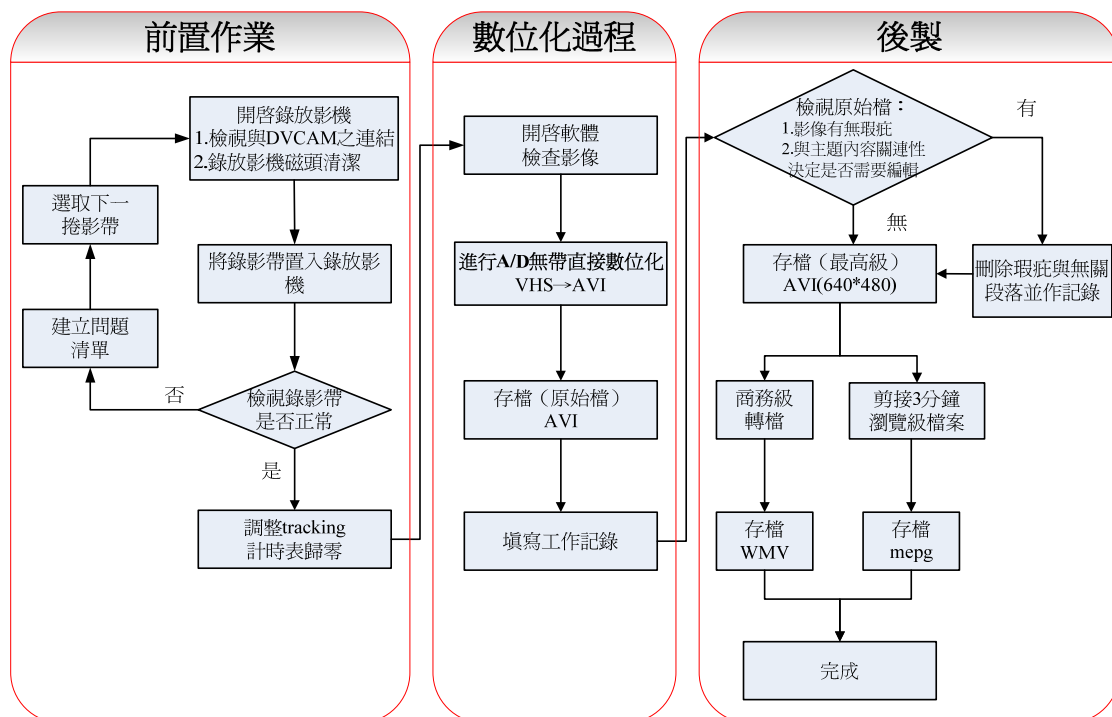 前置作業
開啓錄放影機
1.檢視與DVCAM之連結
2.錄放影機磁頭清潔
選取下一
捲影帶
將錄影帶置入錄放影
機
建立問題
清單
否
檢視錄影帶
是否正常
是
調整tracking
計時表歸零
數位化過程
開啓軟體
檢查影像
進行A/D無帶直接數位化
VHS→AVI
存檔（原始檔）
AVI
填寫工作記錄
後製
檢視原始檔：
1.影像有無瑕疵
2.與主題內容關連性
決定是否需要編輯
有
無
存檔（最高級）
AVI(640*480)
刪除瑕疵與無關
段落並作記錄
商務級
轉檔
剪接3分鐘
瀏覽級檔案
存檔
WMV
存檔
mepg
完成